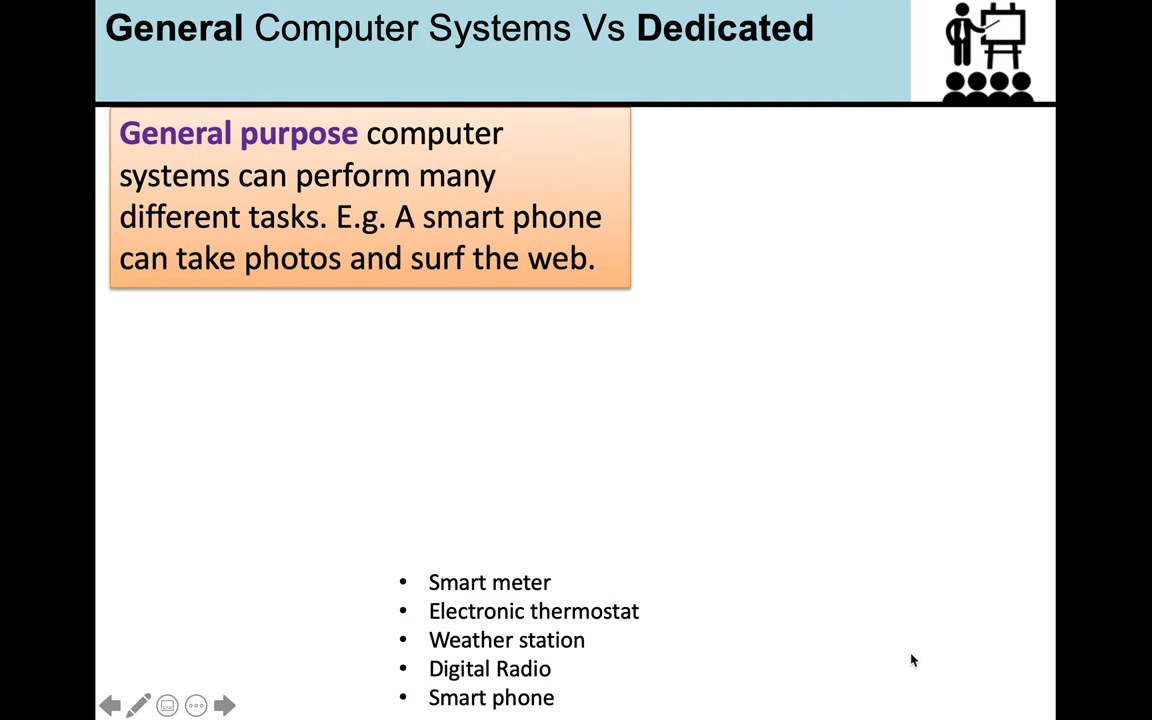 General Computer Systems Vs Dedicated
General purpose computer
systems can perform many
different tasks. E.g. A smart phone
can take photos and surf the web.
• Smart meter
• Electronic thermostat
• Weather station
• Digital Radio
• Smart phone